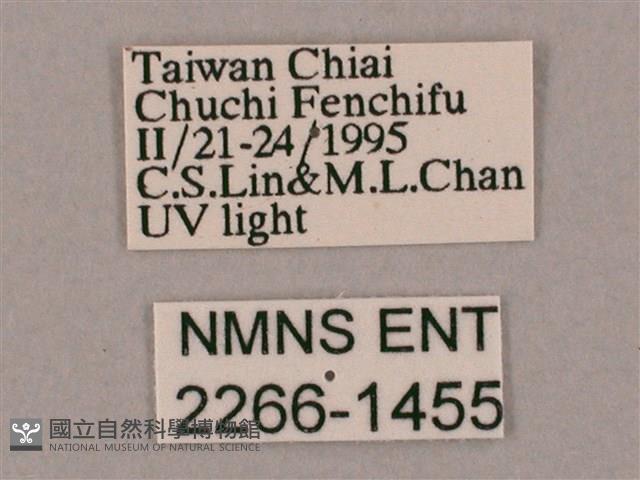 Taiwan Chiai
Chuchi Fenchifu
II/21-24/1995
C.S.Lin&M.L.Chan
UV light
NMNS ENT
2266-1455
國立自然科學博物館
NATIONAL MUSEUM OF NATURAL SCIENCE